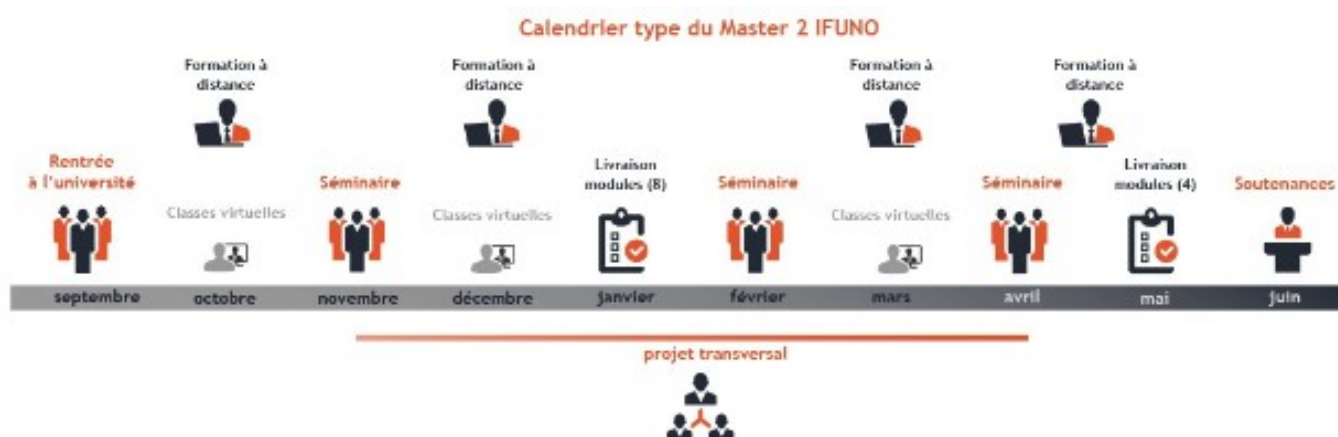 Calendrier type du Master 2 IFUNO
Formation à
distance
Formation à
distance
Formation à
distance
Formation à
distance
Rentrée
à l'université
Séminaire
Livraison
modules (8)
Séminaire
Séminaire
Livraison
modules (4)
Soutenances
Classes virtuelles
Classes virtuelles
Classes virtuelles
septembre octobre novembre décembre janvier février mars avril mai juin
projet transversal